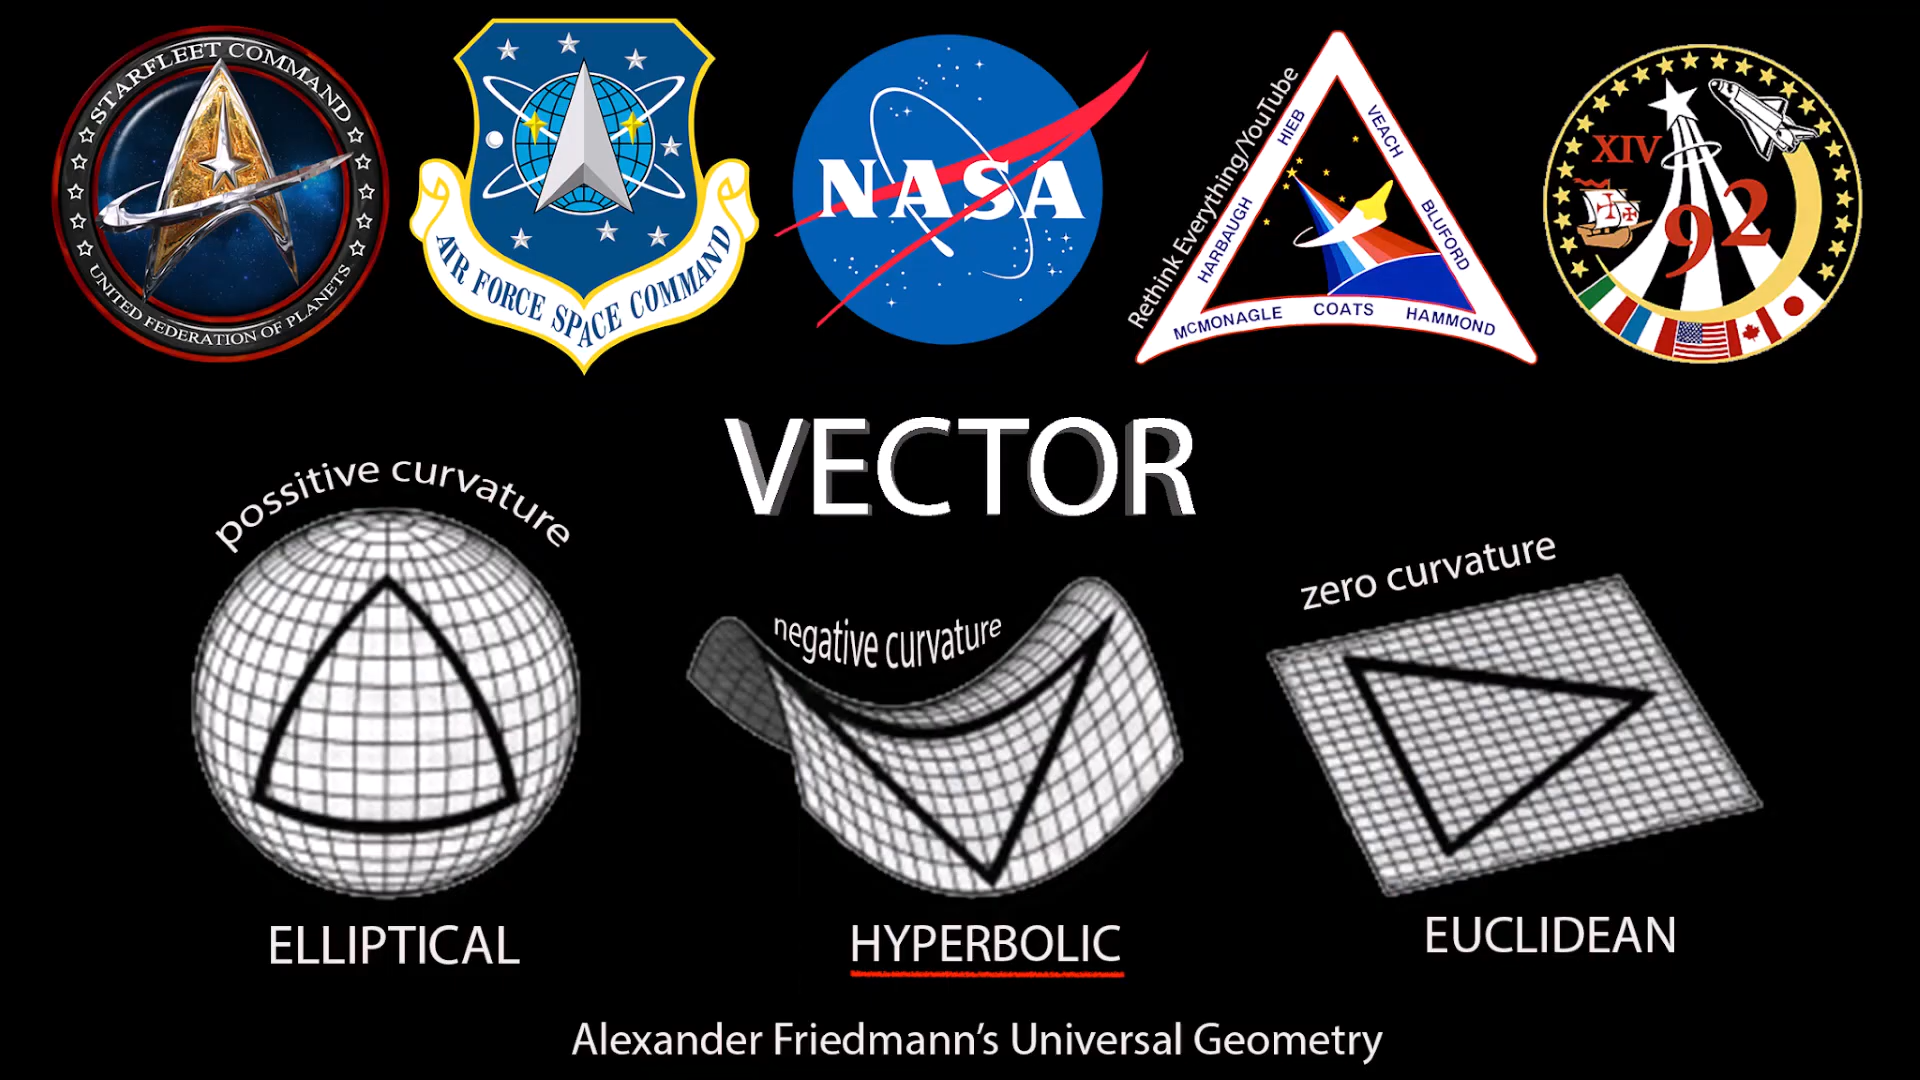 STARFLEET COMMAND
UNITED FEDERATION OF PLANETS
AIR FORCE SPACE COMMAND
NASA
Rethink Everything/YouTube
HIEB
HARBAUGH
VEACH
BLUFORD
MCMONAGLE COATS HAMMOND
XIV
92
VECTOR
possitive curvature
negative curvature
zero curvature
ELLIPTICAL
HYPERBOLIC
EUCLIDEAN
Alexander Friedmann's Universal Geometry